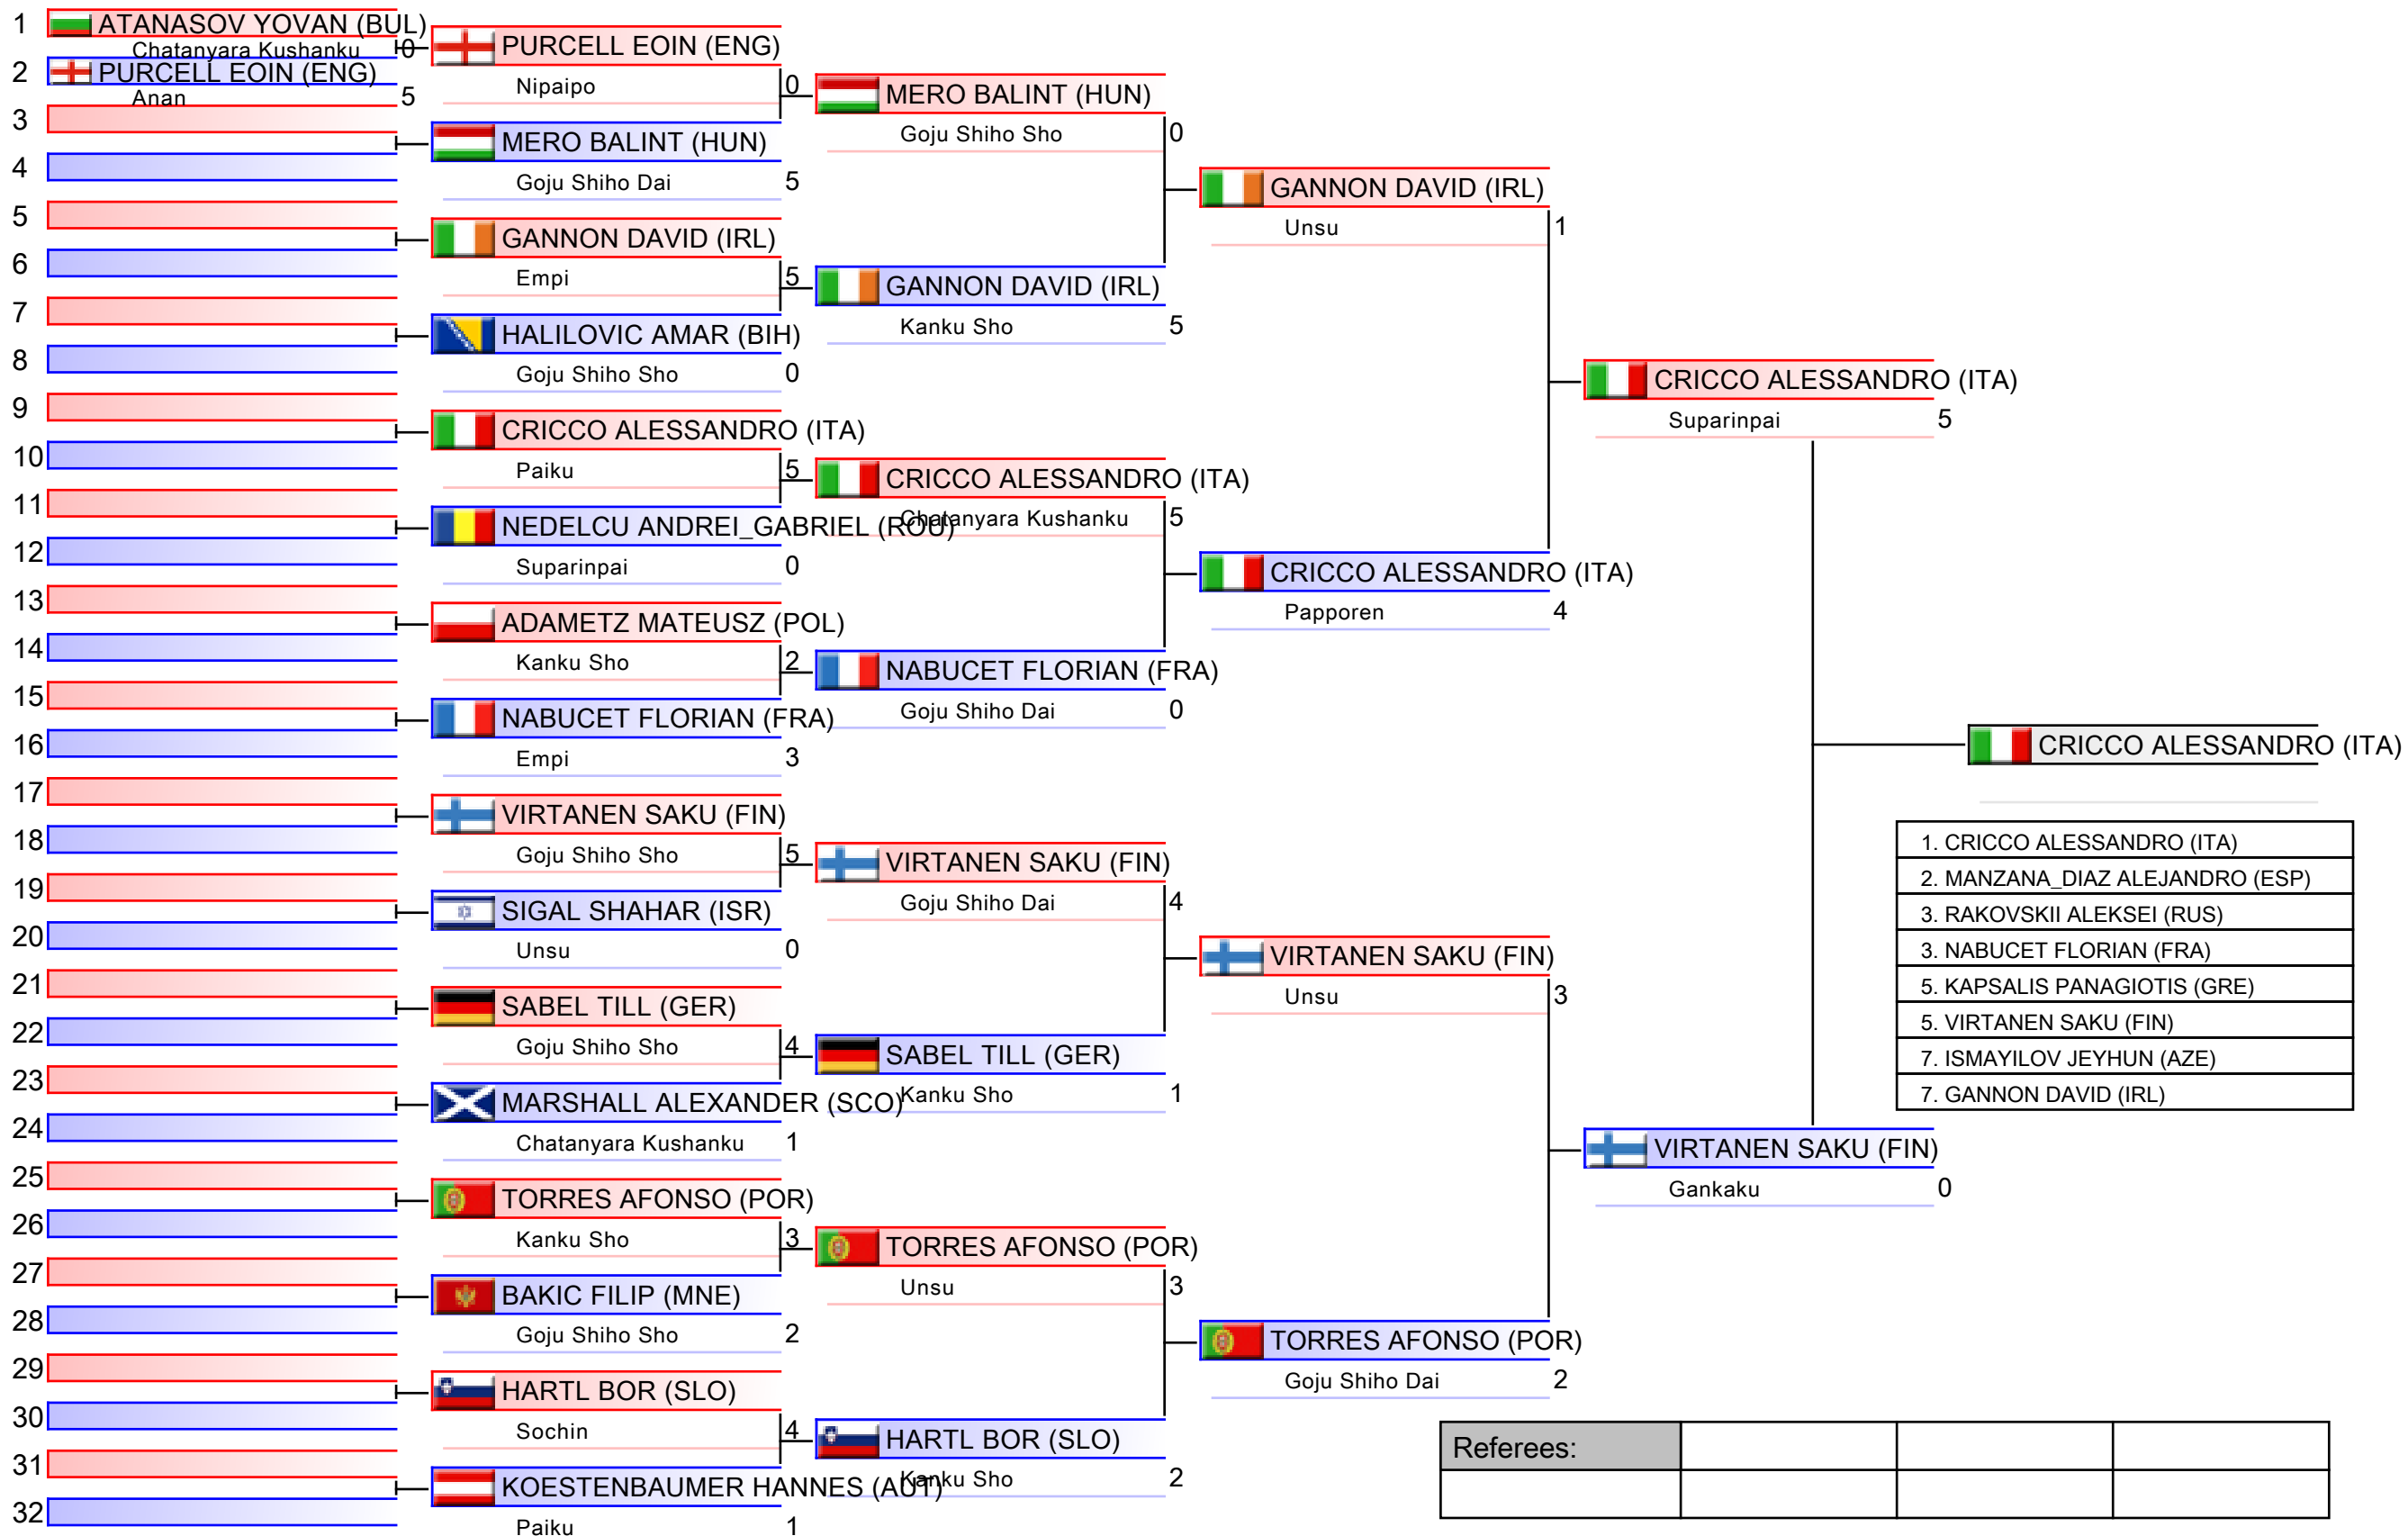 1 ATANASOV YOVAN (BUL)
Chatanyara Kushanku 0
2 PURCELL EOIN (ENG)
Anan 5
3
4
5
6
7
8
9
10
11
12
13
14
15
16
17
18
19
20
21
22
23
24
25
26
27
28
29
30
31
32
PURCELL EOIN (ENG)
Nipaipo 0
MERO BALINT (HUN)
Goju Shiho Dai 5
GANNON DAVID (IRL)
Empi 5
HALILOVIC AMAR (BIH)
Goju Shiho Sho 0
CRICCO ALESSANDRO (ITA)
Paiku 5
NEDELCU ANDREI_GABRIEL (ROU)
Suparinpai 0
ADAMETZ MATEUSZ (POL)
Kanku Sho 2
NABUCET FLORIAN (FRA)
Empi 3
VIRTANEN SAKU (FIN)
Goju Shiho Sho 5
SIGAL SHAHAR (ISR)
Unsu 0
SABEL TILL (GER)
Goju Shiho Sho 4
MARSHALL ALEXANDER (SCO)
Chatanyara Kushanku 1
TORRES AFONSO (POR)
Kanku Sho 3
BAKIC FILIP (MNE)
Goju Shiho Sho 2
HARTL BOR (SLO)
Sochin 4
KOESTENBAUMER HANNES (AUT)
Paiku 1
MERO BALINT (HUN)
Goju Shiho Sho 0
GANNON DAVID (IRL)
Kanku Sho 5
CRICCO ALESSANDRO (ITA)
Chatanyara Kushanku 5
NABUCET FLORIAN (FRA)
Goju Shiho Dai 0
VIRTANEN SAKU (FIN)
Goju Shiho Dai 4
SABEL TILL (GER)
Kanku Sho 1
TORRES AFONSO (POR)
Unsu 3
HARTL BOR (SLO)
Kanku Sho 2
GANNON DAVID (IRL)
Unsu 1
CRICCO ALESSANDRO (ITA)
Papporen 4
VIRTANEN SAKU (FIN)
Unsu 3
TORRES AFONSO (POR)
Goju Shiho Dai 2
CRICCO ALESSANDRO (ITA)
Suparinpai 5
VIRTANEN SAKU (FIN)
Gankaku 0
CRICCO ALESSANDRO (ITA)
1. CRICCO ALESSANDRO (ITA)
2. MANZANA_DIAZ ALEJANDRO (ESP)
3. RAKOVSKII ALEKSEI (RUS)
3. NABUCET FLORIAN (FRA)
5. KAPSALIS PANAGIOTIS (GRE)
5. VIRTANEN SAKU (FIN)
7. ISMAYILOV JEYHUN (AZE)
7. GANNON DAVID (IRL)
Referees: